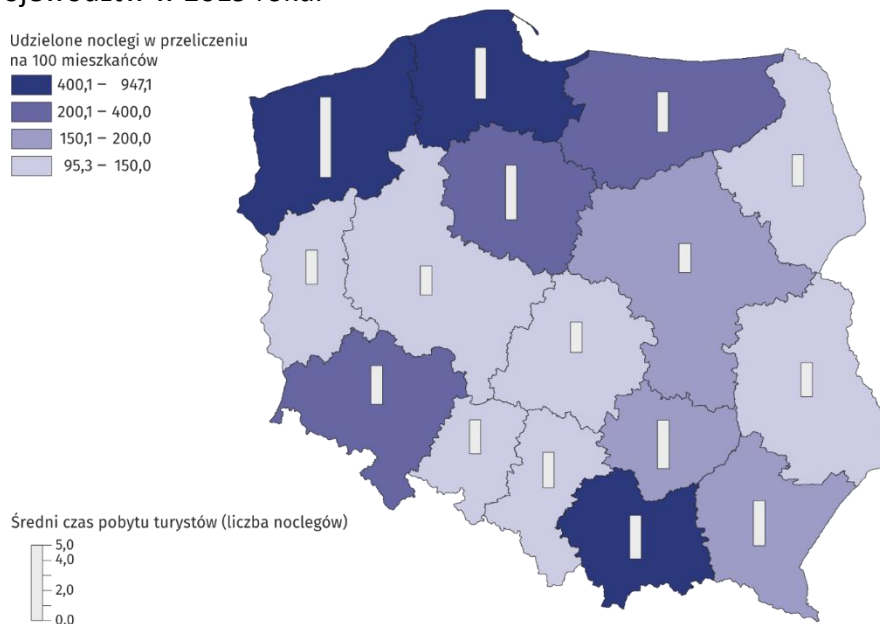 Udzielone noclegi w przeliczeniu
na 100 mieszkańców
400,1 – 947,1
200,1 – 400,0
150,1 – 200,0
95,3 – 150,0
Średni czas pobytu turystów (liczba noclegów)
5,0
4,0
2,0
0,0